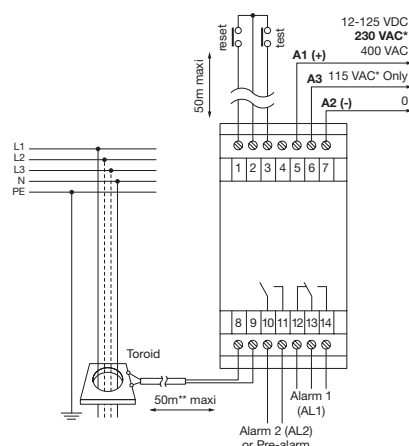 reset
test
50m maxi
12-125 VDC
230 VAC*
400 VAC
A1 (+)
A3 115 VAC* Only
A2 (-) 0
1 2 3 4 5 6 7
L1
L2
L3
N
PE
8 9 10 11 12 13 14
Toroid
50m** maxi
Alarm 1
(AL1)
Alarm 2 (AL2)
or Pre-alarm